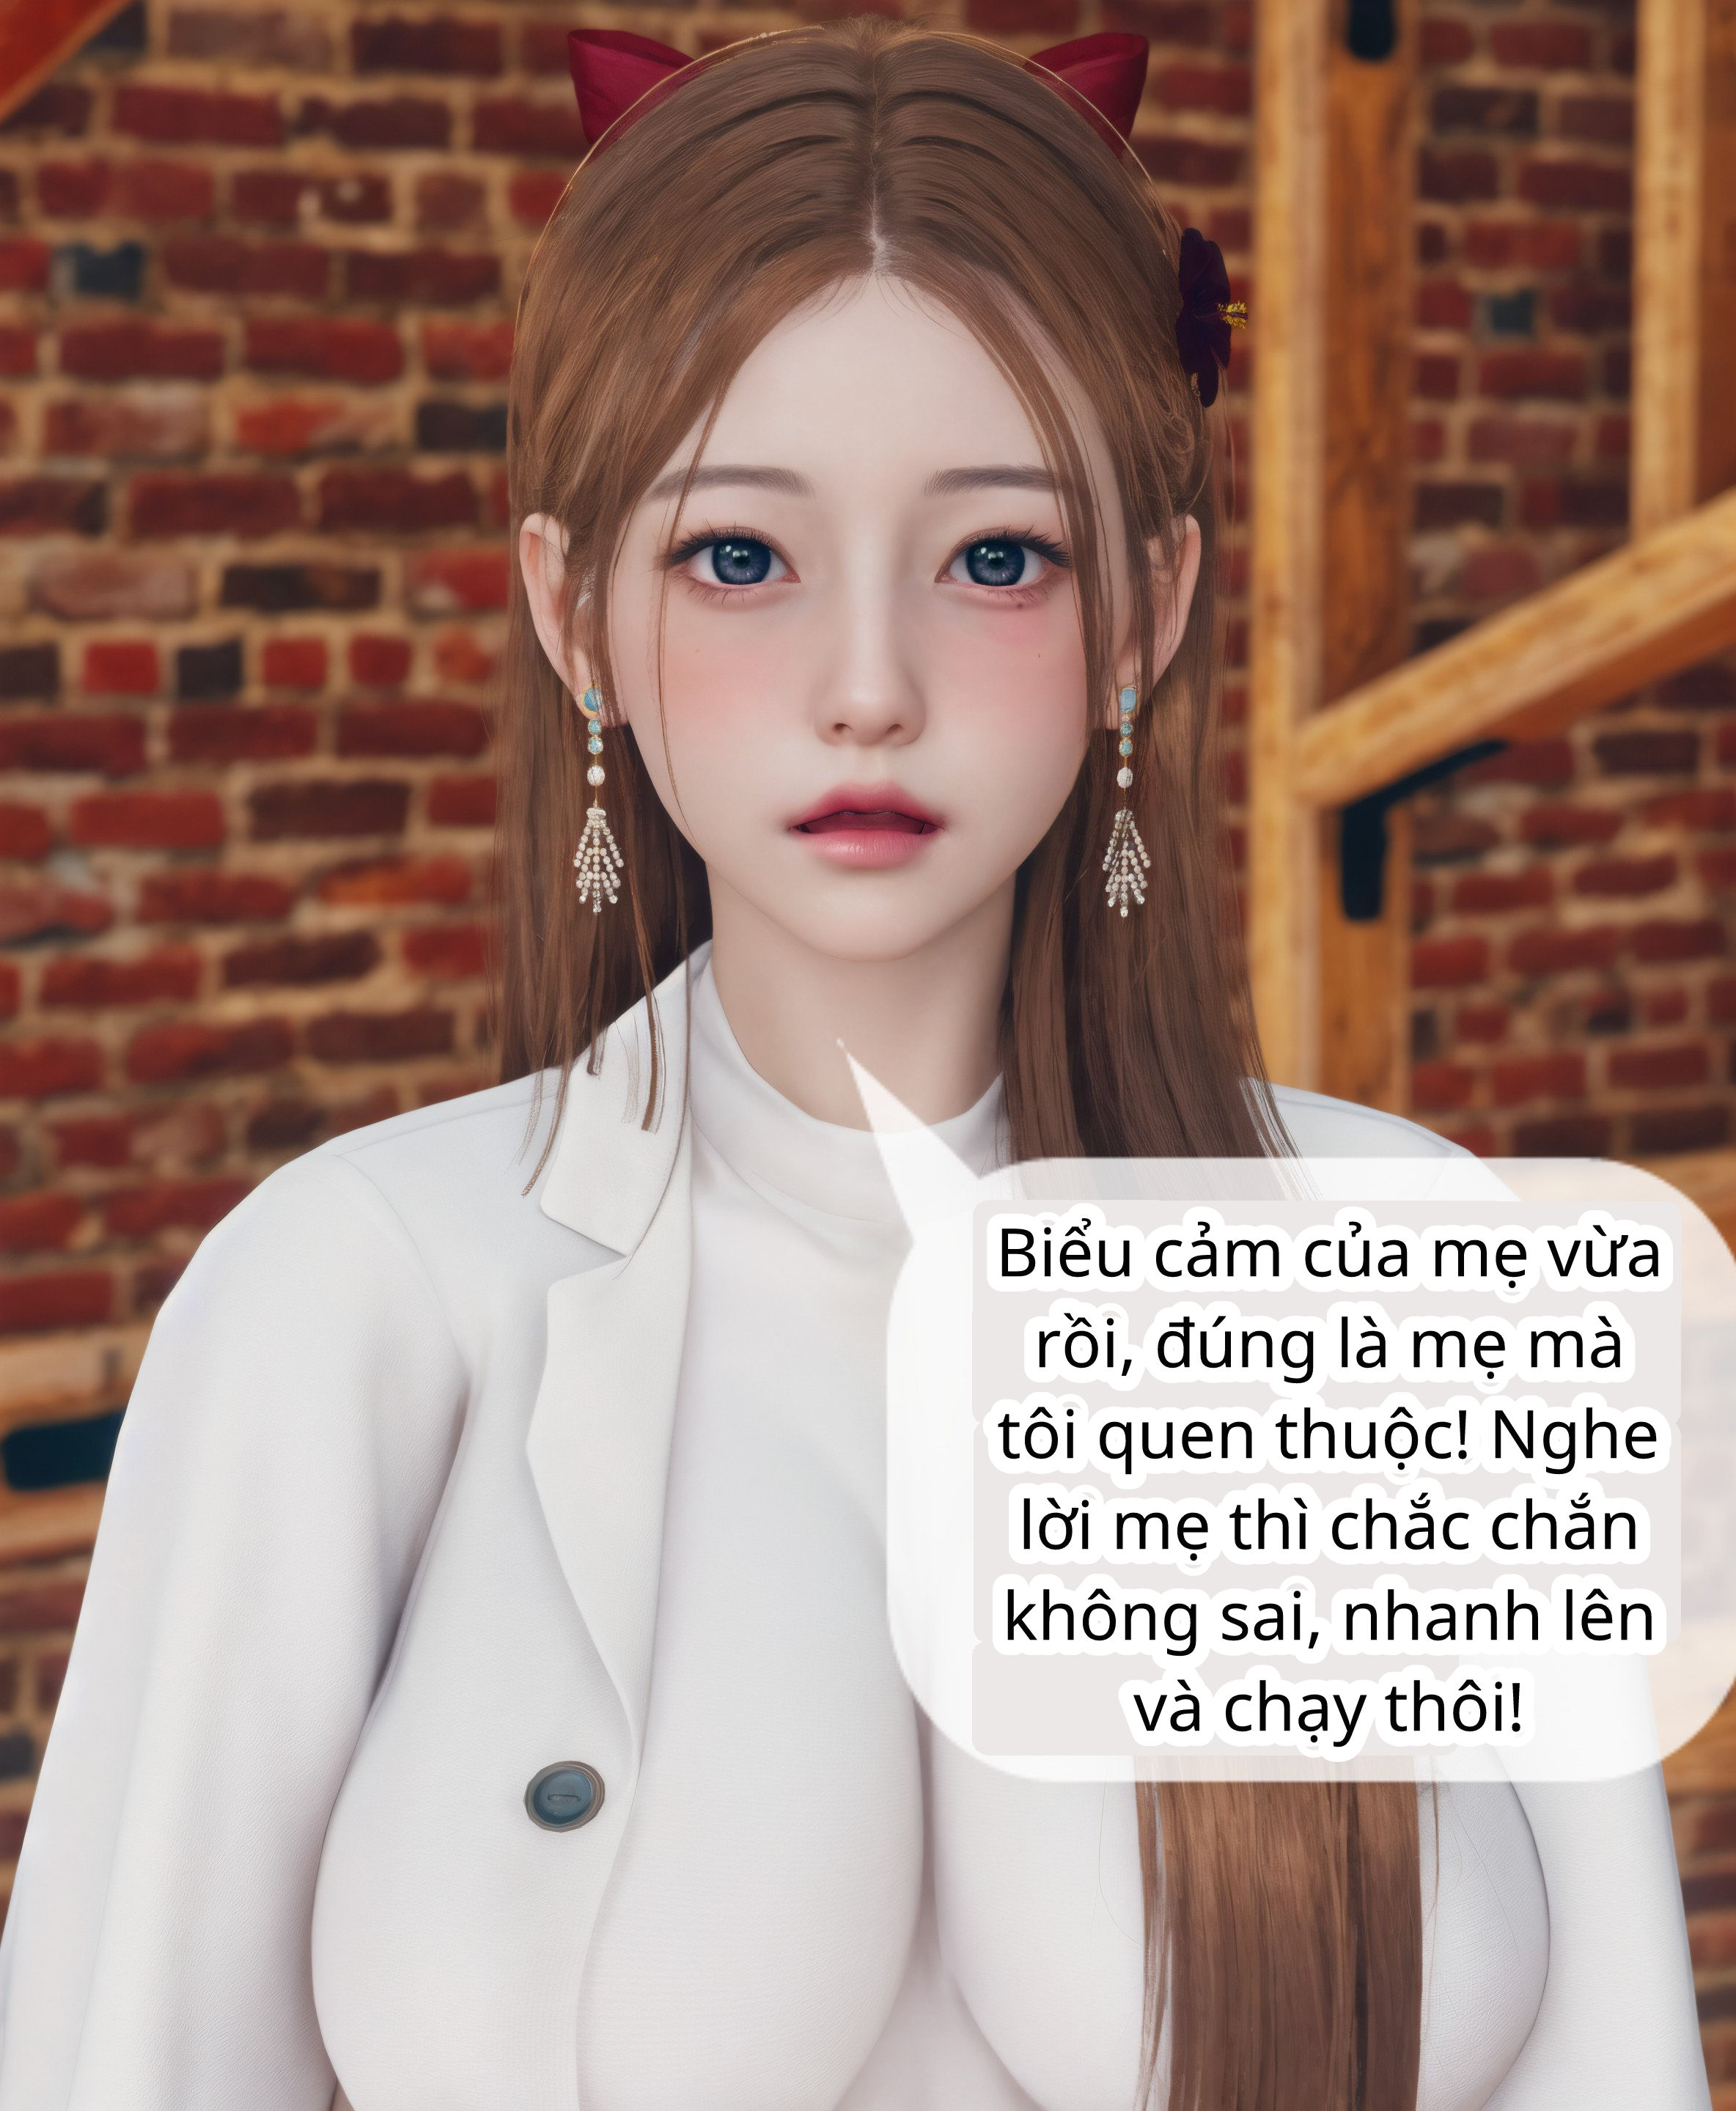 Biểu cảm của mẹ vừa
rồi, đúng là mẹ mà
tôi quen thuộc! Nghe
lời mẹ thì chắc chắn
không sai, nhanh lên
và chạy thôi!